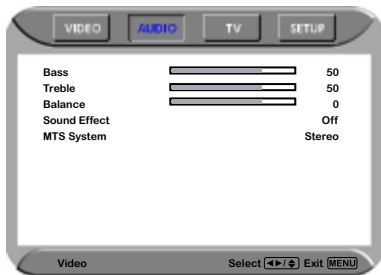 VIDEO AUDIO TV SETUP
Bass 50
Treble 50
Balance 0
Sound Effect Off
MTS System Stereo
Video Select ◄►/ Exit MENU